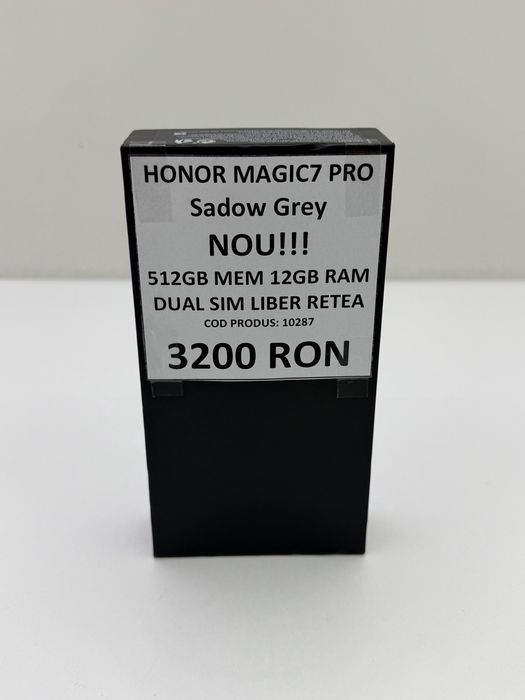 HONOR MAGIC7 PRO
Sadow Grey
NOU!!!
512GB MEM 12GB RAM
DUAL SIM LIBER RETEA
COD PRODUS: 10287
3200 RON